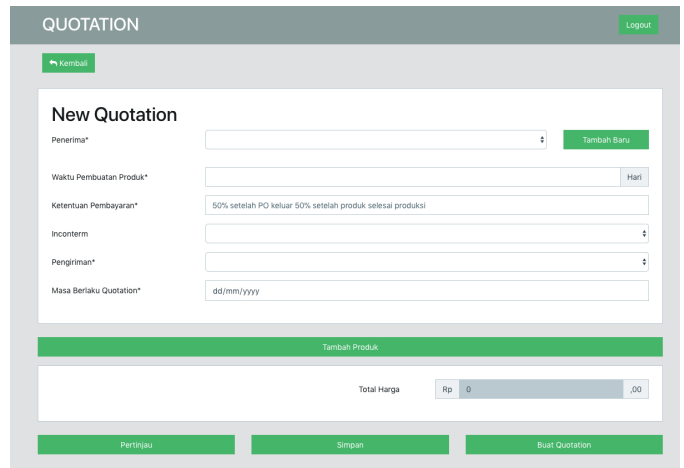 QUOTATION
Logout
Kembali
New Quotation
Penerima*
Tambah Baru
Waktu Pembuatan Produk*
Hari
Ketentuan Pembayaran*
50% setelah PO keluar 50% setelah produk selesai produksi
Inconterm
Pengiriman*
Masa Berlaku Quotation*
dd/mm/yyyy
Tambah Produk
Total Harga Rp 0 ,00
Pertinjau Simpan Buat Quotation